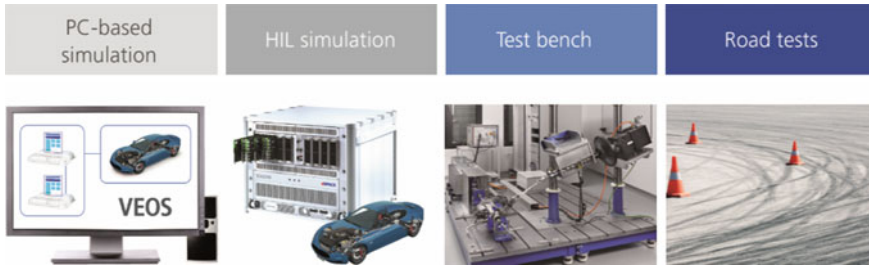 PC-based
simulation
HIL simulation
Test bench
Road tests
VEOS